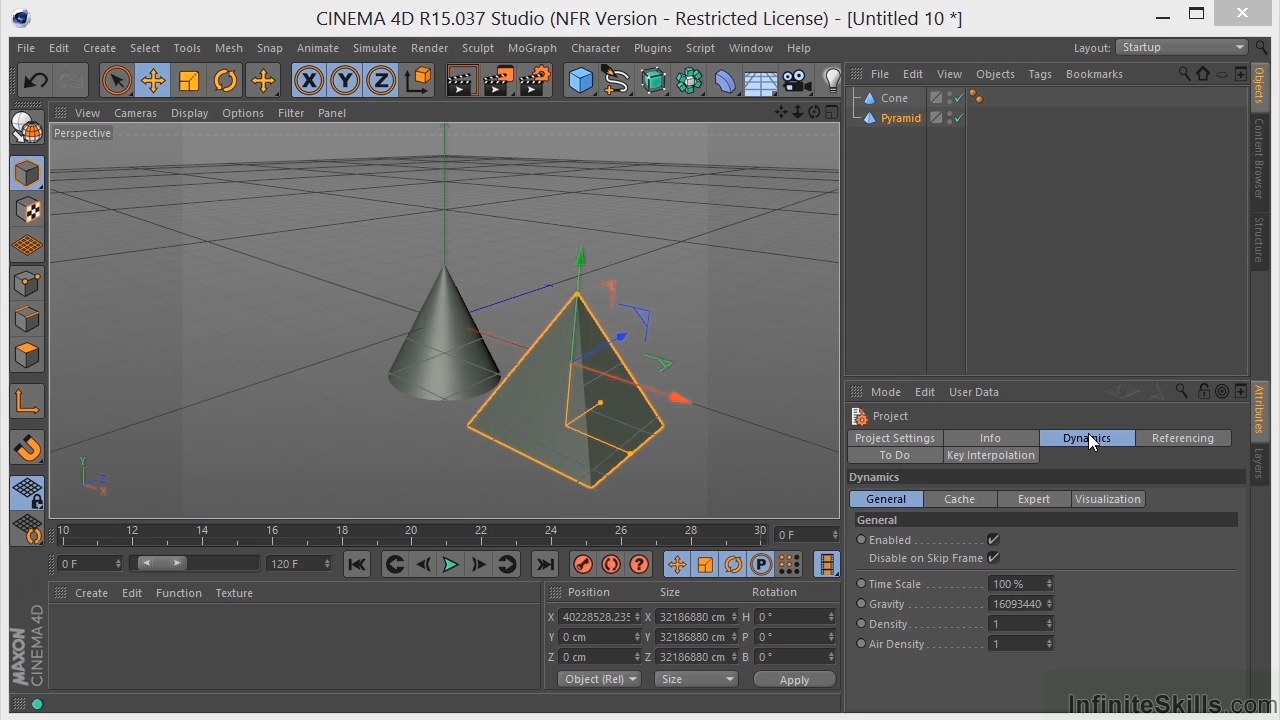 CINEMA 4D R15.037 Studio (NFR Version - Restricted License) - [Untitled 10 *]
File Edit Create Select Tools Mesh Snap Animate Simulate Render Sculpt MoGraph Character Plugins Script Window Help
Layout: Startup
X Y Z
File Edit View Objects Tags Bookmarks
View Cameras Display Options Filter Panel
Perspective
Cone
Pyramid
Objects
Content Browser
Structure
Mode Edit User Data
Project
Project Settings Info Dynamics Referencing
To Do Key Interpolation
Attributes
Layers
Dynamics
General Cache Expert Visualization
General
Enabled
Disable on Skip Frame
Time Scale 100 %
Gravity 16093440
Density 1
Air Density 1
Y
Z
X
10 12 14 16 18 20 22 24 26 28 30 0 F
0 F 120 F
P
Create Edit Function Texture
Position Size Rotation
X 40228528.235 X 32186880 cm H 0 °
Y 0 cm Y 32186880 cm P 0 °
Z 0 cm Z 32186880 cm B 0 °
Object (Rel) Size Apply
MAXON
CINEMA 4D
InfiniteSkills.com